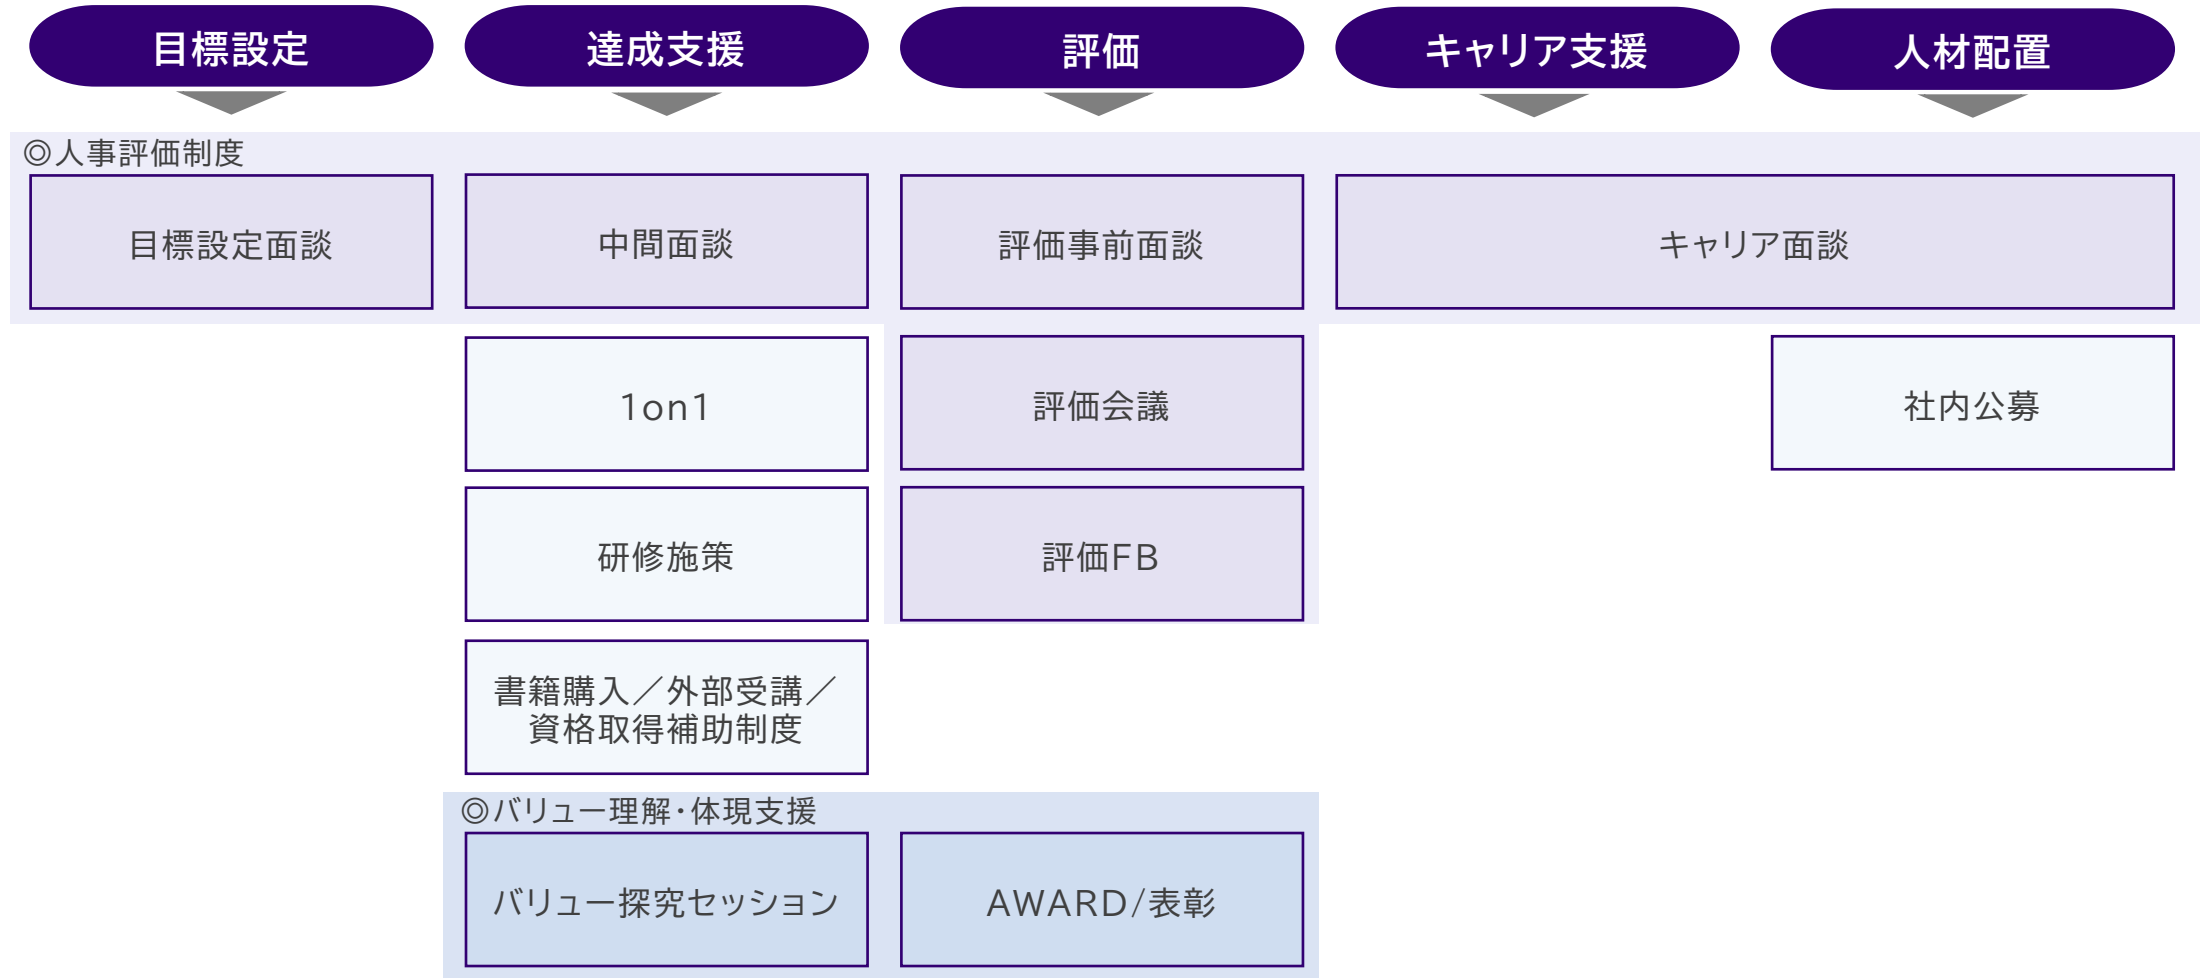 目標設定
達成支援
評価
キャリア支援
人材配置
◎人事評価制度
目標設定面談
中間面談
評価事前面談
キャリア面談
1on1
評価会議
社内公募
研修施策
評価FB
書籍購入／外部受講／
資格取得補助制度
◎バリュー理解・体現支援
バリュー探究セッション
AWARD/表彰